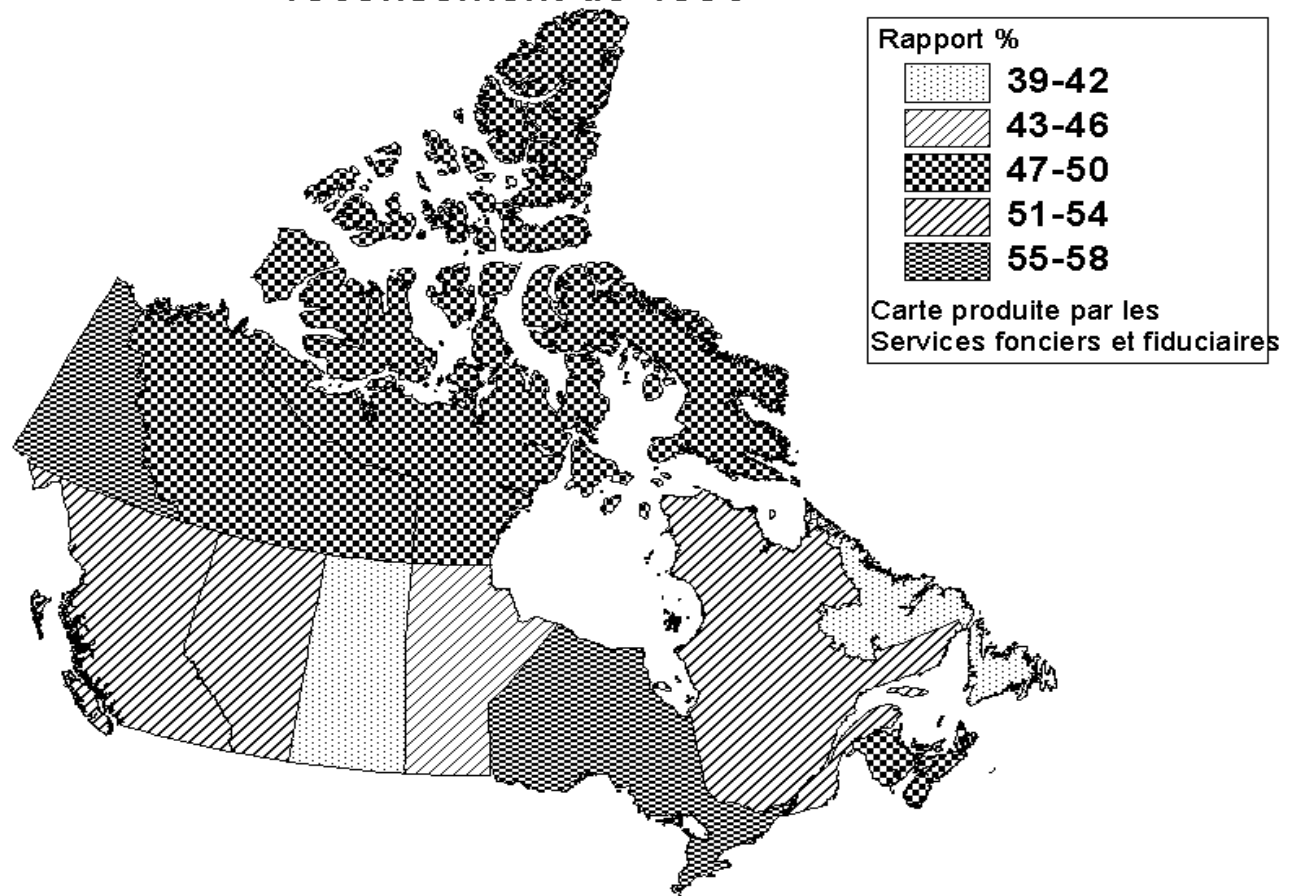 Rapport %
39-42
43-46
47-50
51-54
55-58
Carte produite par les
Services fonciers et fiduciaires